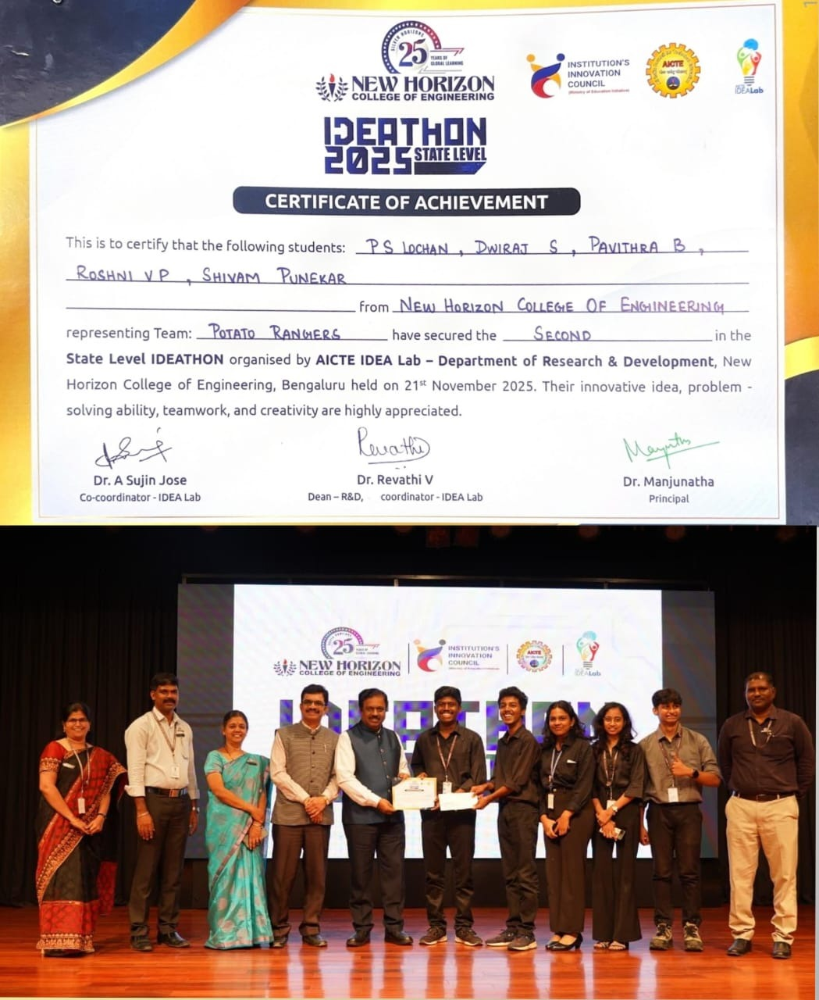 SILVER HORIZONS
25 YEARS OF
GLOBAL LEARNING
NEW HORIZON
COLLEGE OF ENGINEERING
INSTITUTION'S
INNOVATION
COUNCIL
(Ministry of Education Initiative)
AICTE
IDEALab
IDEATHON
2025 STATE LEVEL
CERTIFICATE OF ACHIEVEMENT
This is to certify that the following students: P S LOCHAN , DWIRAJ S , PAVITHRA B ,
ROSHNI V P , SHIVAM PUNEKAR
from NEW HORIZON COLLEGE OF ENGINEERING
representing Team: POTATO RANGERS have secured the SECOND in the
State Level IDEATHON organised by AICTE IDEA Lab – Department of Research & Development, New
Horizon College of Engineering, Bengaluru held on 21st November 2025. Their innovative idea, problem -
solving ability, teamwork, and creativity are highly appreciated.
Revathi
Dr. A Sujin Jose
Co-coordinator - IDEA Lab
Dr. Revathi V
Dean – R&D, coordinator - IDEA Lab
Dr. Manjunatha
Principal
25
NEW HORIZON
COLLEGE OF ENGINEERING
INSTITUTION'S
INNOVATION
COUNCIL
AICTE
IDEALab
IDEATHON